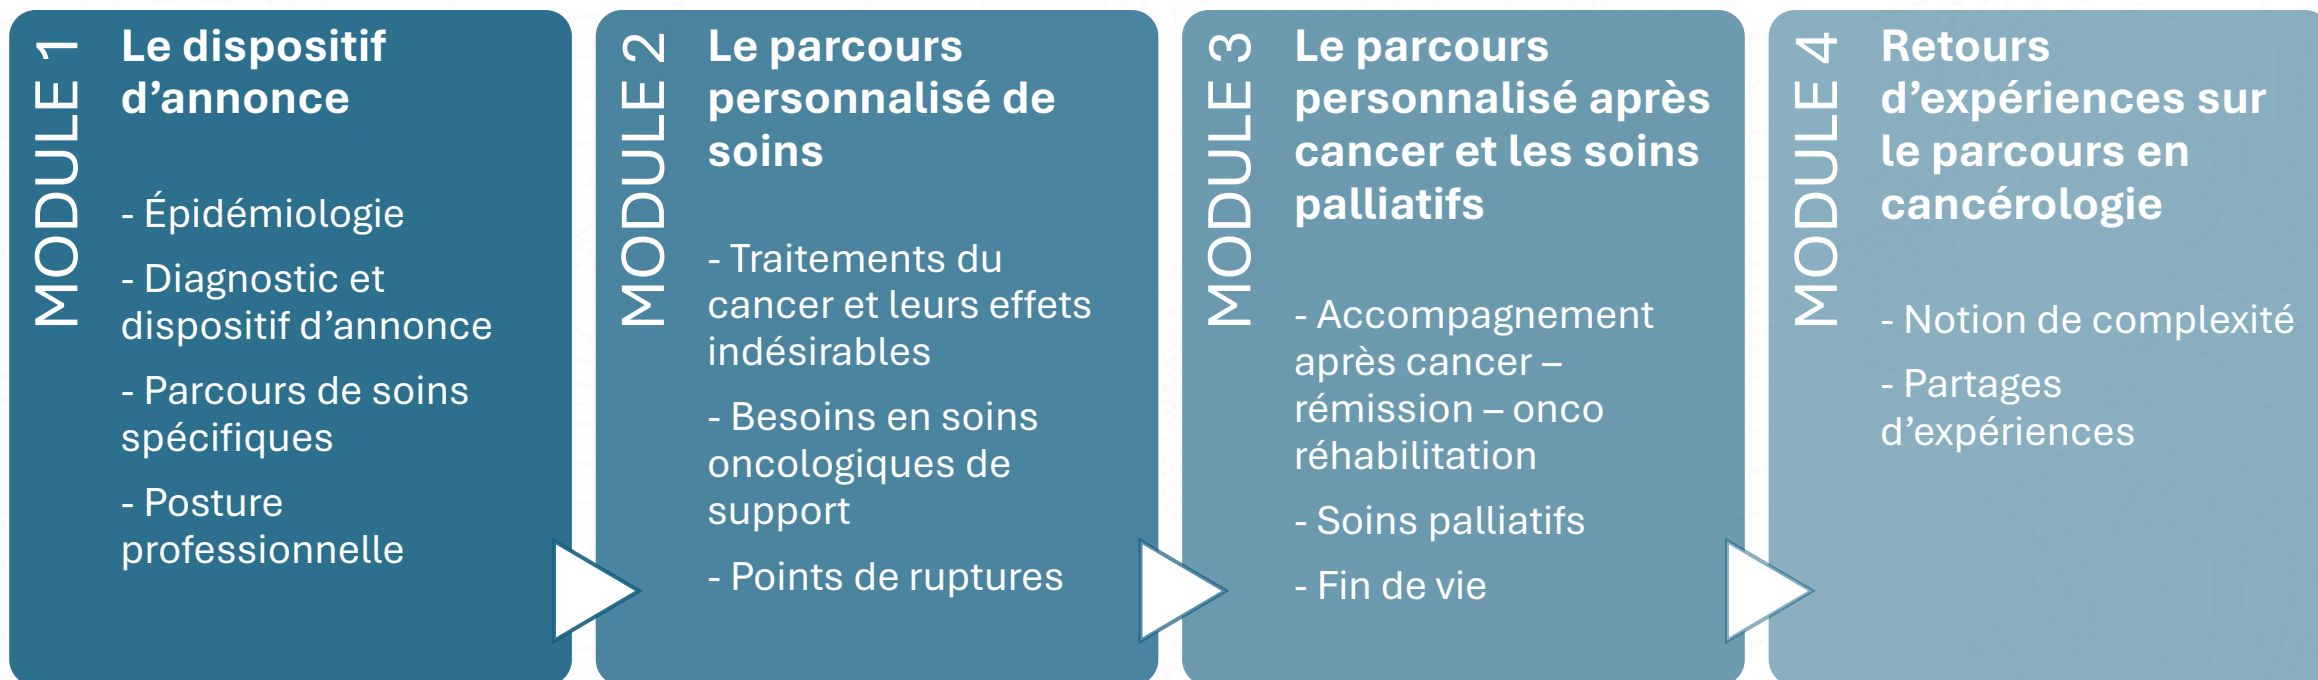 MODULE 1
Le dispositif
d’annonce
- Épidémiologie
- Diagnostic et
dispositif d’annonce
- Parcours de soins
spécifiques
- Posture
professionnelle
MODULE 2
Le parcours
personnalisé de
soins
- Traitements du
cancer et leurs effets
indésirables
- Besoins en soins
oncologiques de
support
- Points de ruptures
MODULE 3
Le parcours
personnalisé après
cancer et les soins
palliatifs
- Accompagnement
après cancer –
rémission – onco
réhabilitation
- Soins palliatifs
- Fin de vie
MODULE 4
Retours
d’expériences sur
le parcours en
cancérologie
- Notion de complexité
- Partages
d’expériences